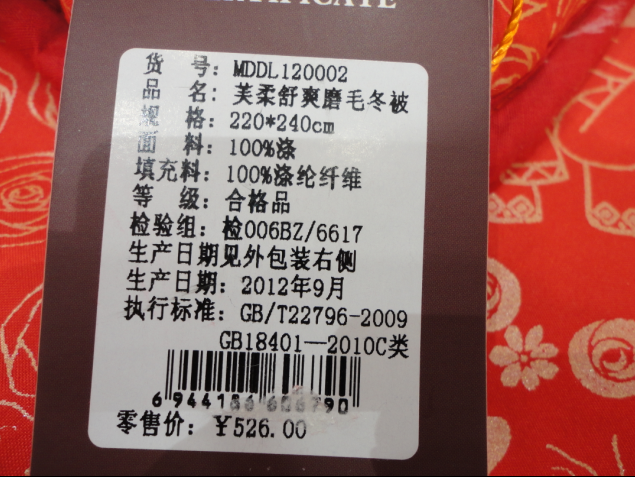 CERTIFICATE
货 号: MDDL120002
品 名: 芙柔舒爽磨毛冬被
规 格: 220*240cm
面 料: 100%涤
填充料: 100%涤纶纤维
等 级: 合格品
检验组: 检006BZ/6617
生产日期见外包装右侧
生产日期: 2012年9月
执行标准: GB/T22796-2009
GB18401—2010C类
6 944186 608790
零售价: ¥526.00